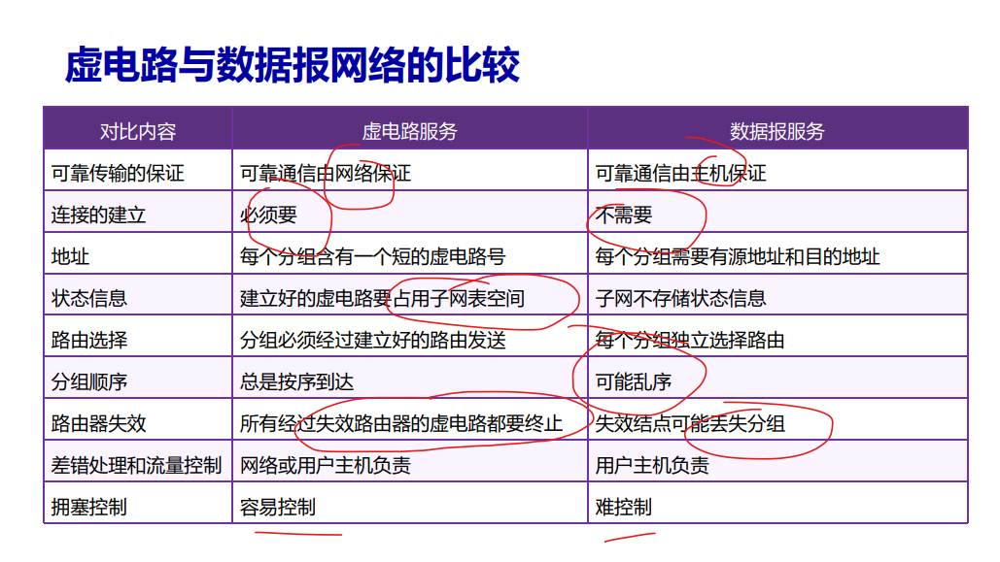 虚电路与数据报网络的比较
对比内容 虚电路服务 数据报服务
可靠传输的保证 可靠通信由网络保证 可靠通信由主机保证
连接的建立 必须要 不需要
地址 每个分组含有一个短的虚电路号 每个分组需要有源地址和目的地址
状态信息 建立好的虚电路要占用子网表空间 子网不存储状态信息
路由选择 分组必须经过建立好的路由发送 每个分组独立选择路由
分组顺序 总是按序到达 可能乱序
路由器失效 所有经过失效路由器的虚电路都要终止 失效结点可能丢失分组
差错处理和流量控制 网络或用户主机负责 用户主机负责
拥塞控制 容易控制 难控制